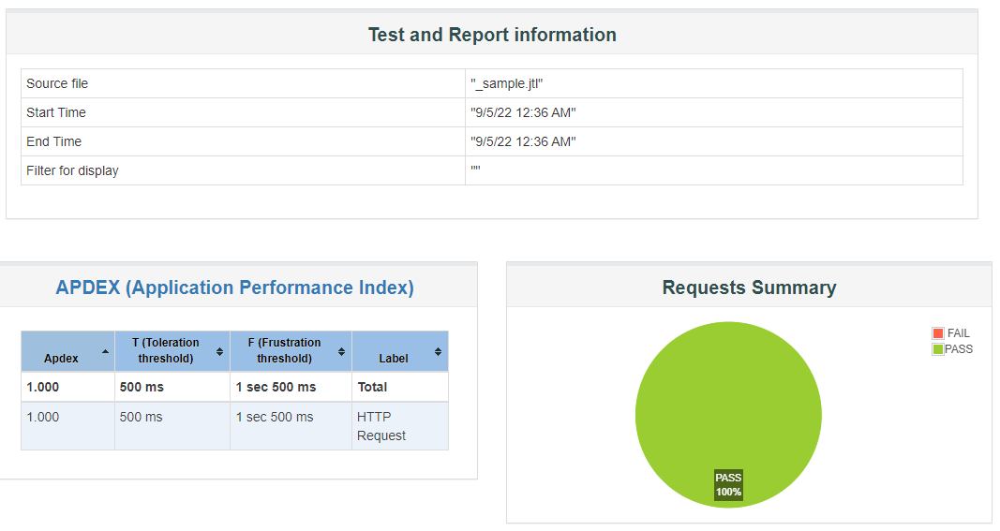 Test and Report information
Source file "_sample.jtl"
Start Time "9/5/22 12:36 AM"
End Time "9/5/22 12:36 AM"
Filter for display ""
APDEX (Application Performance Index)
Apdex T (Toleration threshold) F (Frustration threshold) Label
1.000 500 ms 1 sec 500 ms Total
1.000 500 ms 1 sec 500 ms HTTP Request
Requests Summary
FAIL
PASS
PASS
100%